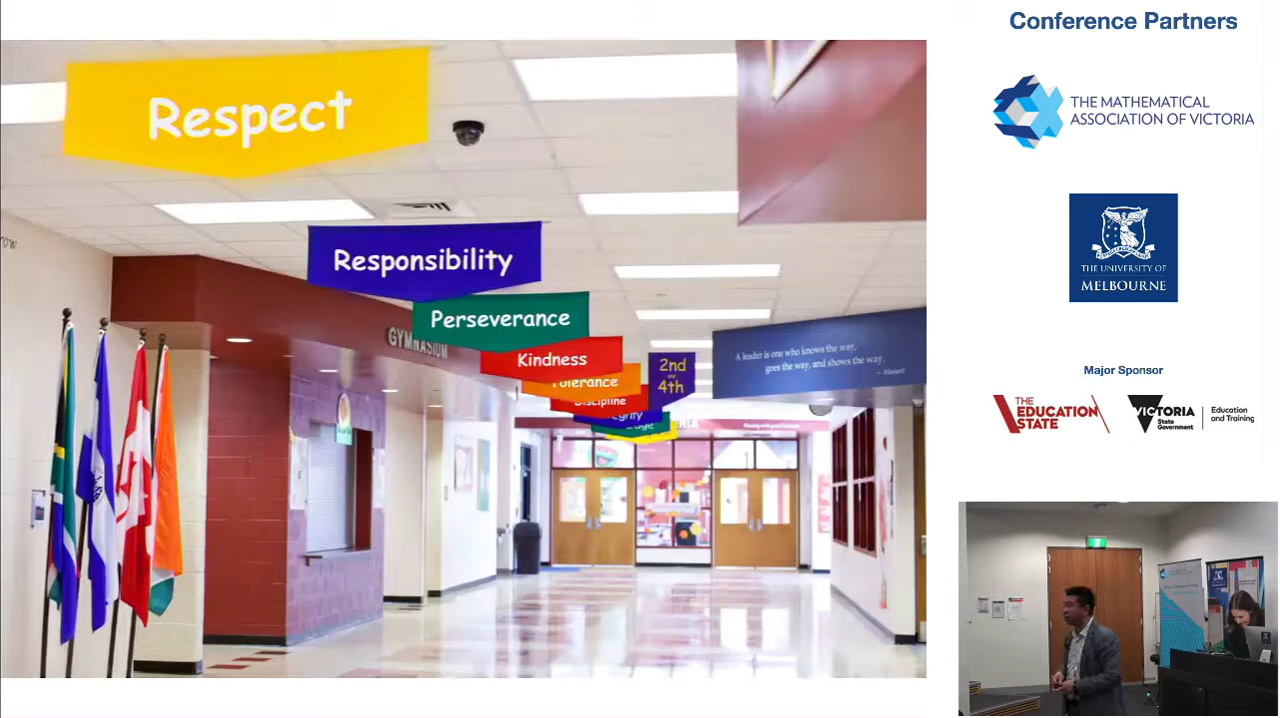 Respect
Responsibility
Perseverance
Kindness
Tolerance
Discipline
2nd
and
4th
GYMNASIUM
A leader is one who knows the way,
goes the way, and shows the way.
~ Maxwell
Conference Partners
THE MATHEMATICAL
ASSOCIATION OF VICTORIA
THE UNIVERSITY OF
MELBOURNE
Major Sponsor
THE
EDUCATION
STATE
VICTORIA
State
Government
Education
and Training